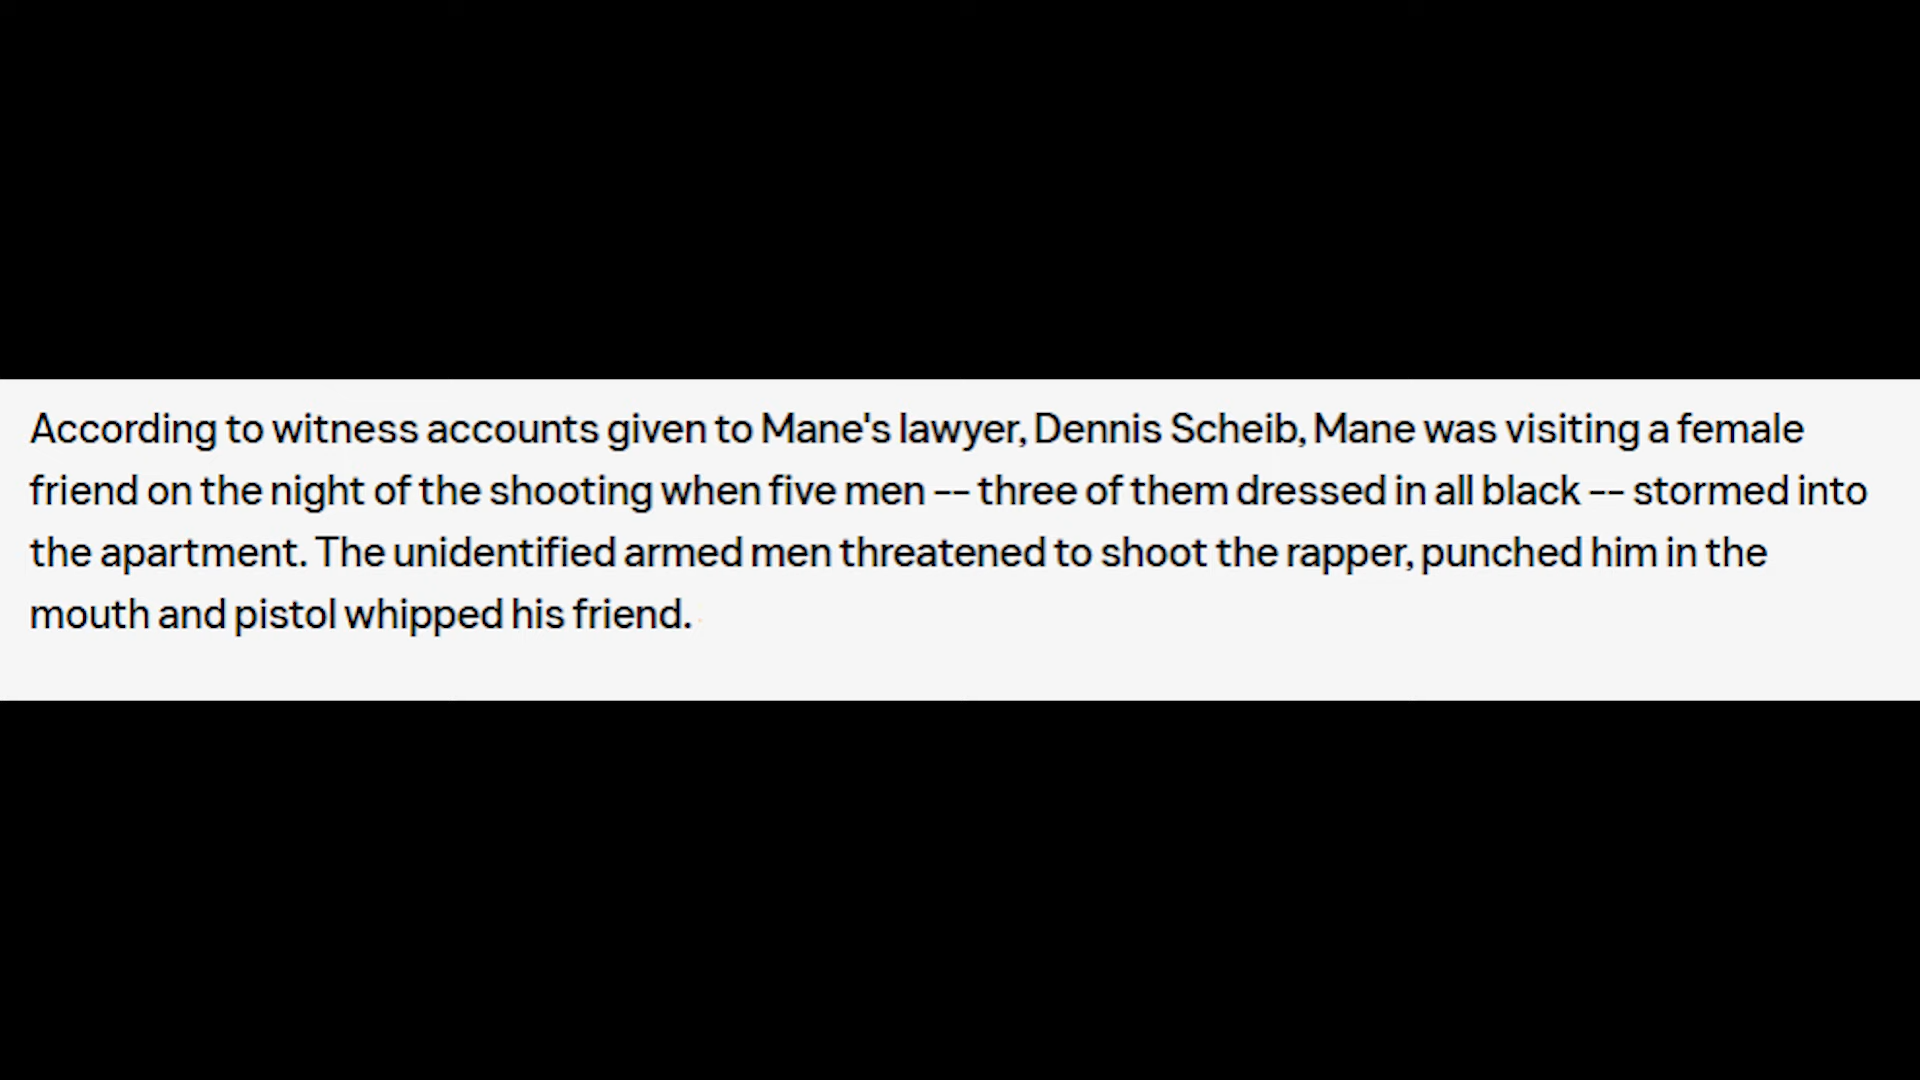 According to witness accounts given to Mane's lawyer, Dennis Scheib, Mane was visiting a female
friend on the night of the shooting when five men -- three of them dressed in all black -- stormed into
the apartment. The unidentified armed men threatened to shoot the rapper, punched him in the
mouth and pistol whipped his friend.